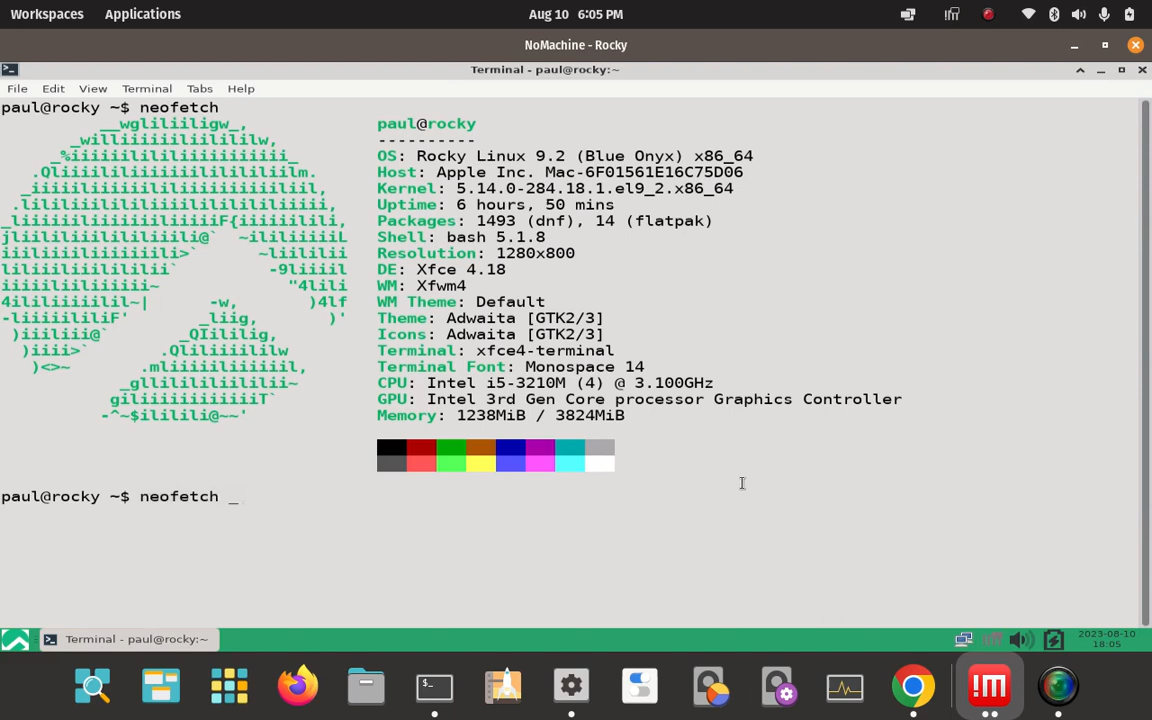 Workspaces Applications Aug 10 6:05 PM
NoMachine - Rocky
Terminal - paul@rocky:~
File Edit View Terminal Tabs Help
paul@rocky ~$ neofetch
paul@rocky
----------
OS: Rocky Linux 9.2 (Blue Onyx) x86_64
Host: Apple Inc. Mac-6F01561E16C75D06
Kernel: 5.14.0-284.18.1.el9_2.x86_64
Uptime: 6 hours, 50 mins
Packages: 1493 (dnf), 14 (flatpak)
Shell: bash 5.1.8
Resolution: 1280x800
DE: Xfce 4.18
WM: Xfwm4
WM Theme: Default
Theme: Adwaita [GTK2/3]
Icons: Adwaita [GTK2/3]
Terminal: xfce4-terminal
Terminal Font: Monospace 14
CPU: Intel i5-3210M (4) @ 3.100GHz
GPU: Intel 3rd Gen Core processor Graphics Controller
Memory: 1238MiB / 3824MiB
paul@rocky ~$ neofetch _
Terminal - paul@rocky:~
2023-08-10
18:05
$_
!M